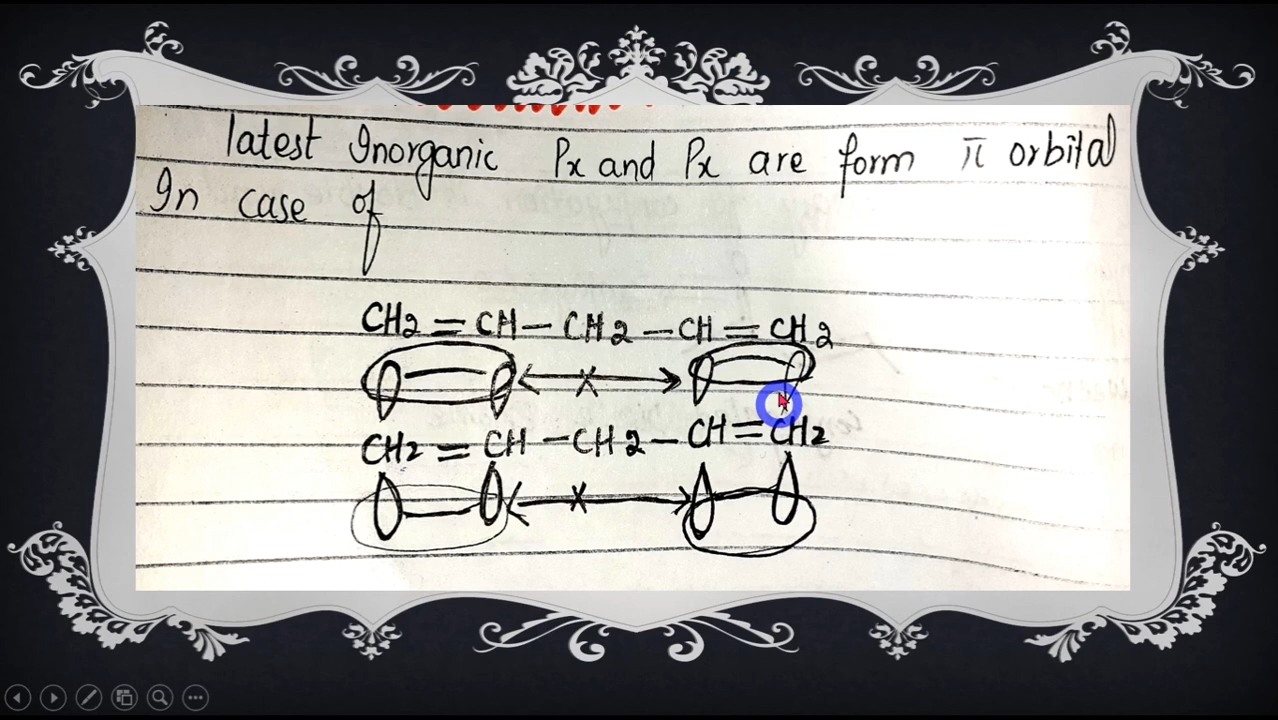 latest Inorganic Px and Px are form π orbital
In case of
CH2 = CH — CH2 — CH = CH2
CH2 = CH — CH2 — CH = CH2